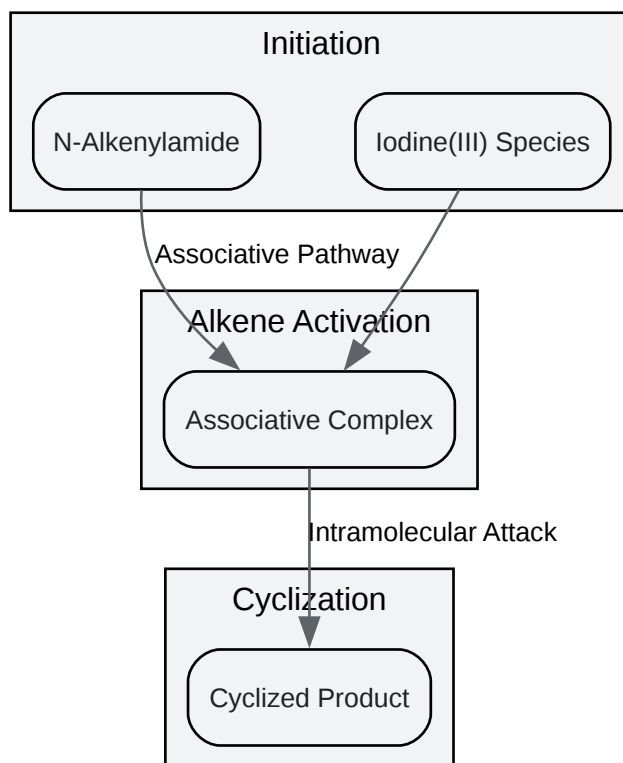 Initiation
N-Alkenylamide
Iodine(III) Species
Associative Pathway
Alkene Activation
Associative Complex
Intramolecular Attack
Cyclization
Cyclized Product